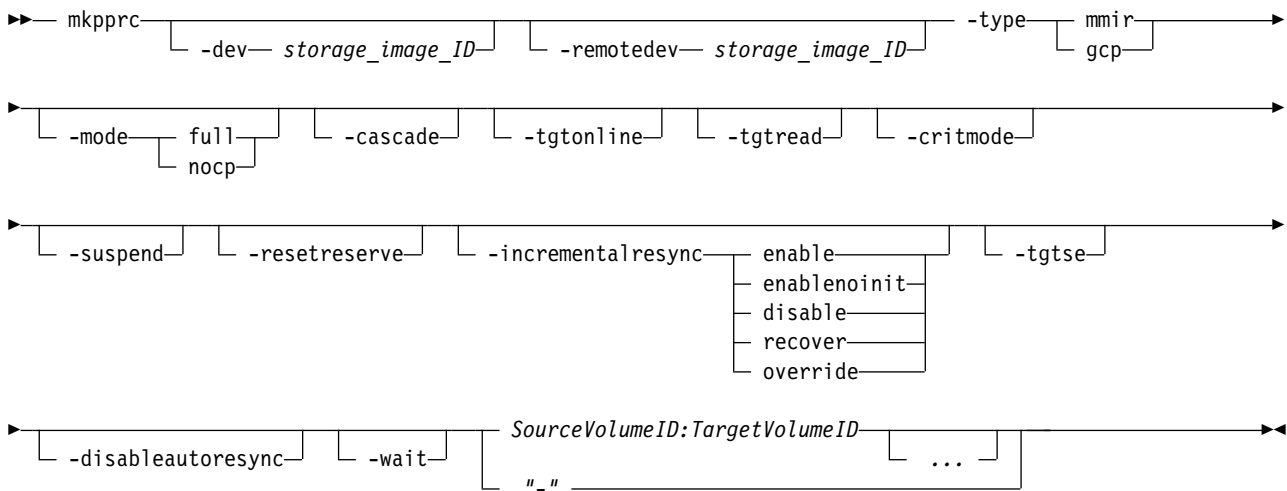 mkpprc -type mmir
-dev storage_image_ID -remotedev storage_image_ID gcp
-mode full -cascade -tgtonline -tgtread -critmode
nocp
-suspend -resetreserve -incrementalresync enable -tgtse
enablenoinit
disable
recover
override
SourceVolumeID:TargetVolumeID
-disableautoresync -wait ...
"-"